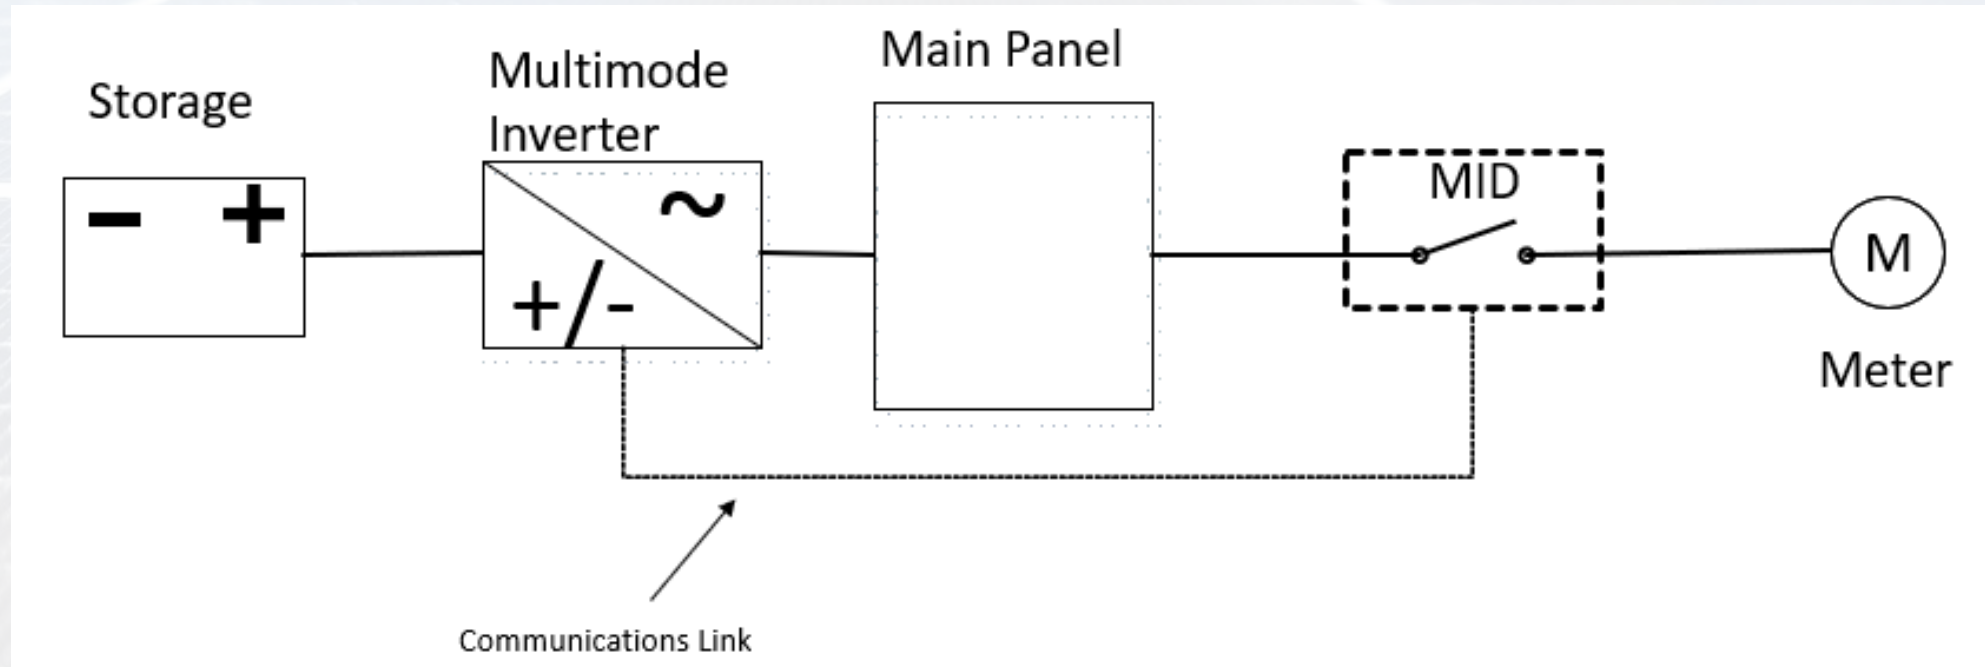 Storage
- +
Multimode
Inverter
~
+/-
Main Panel
MID
M
Meter
Communications Link